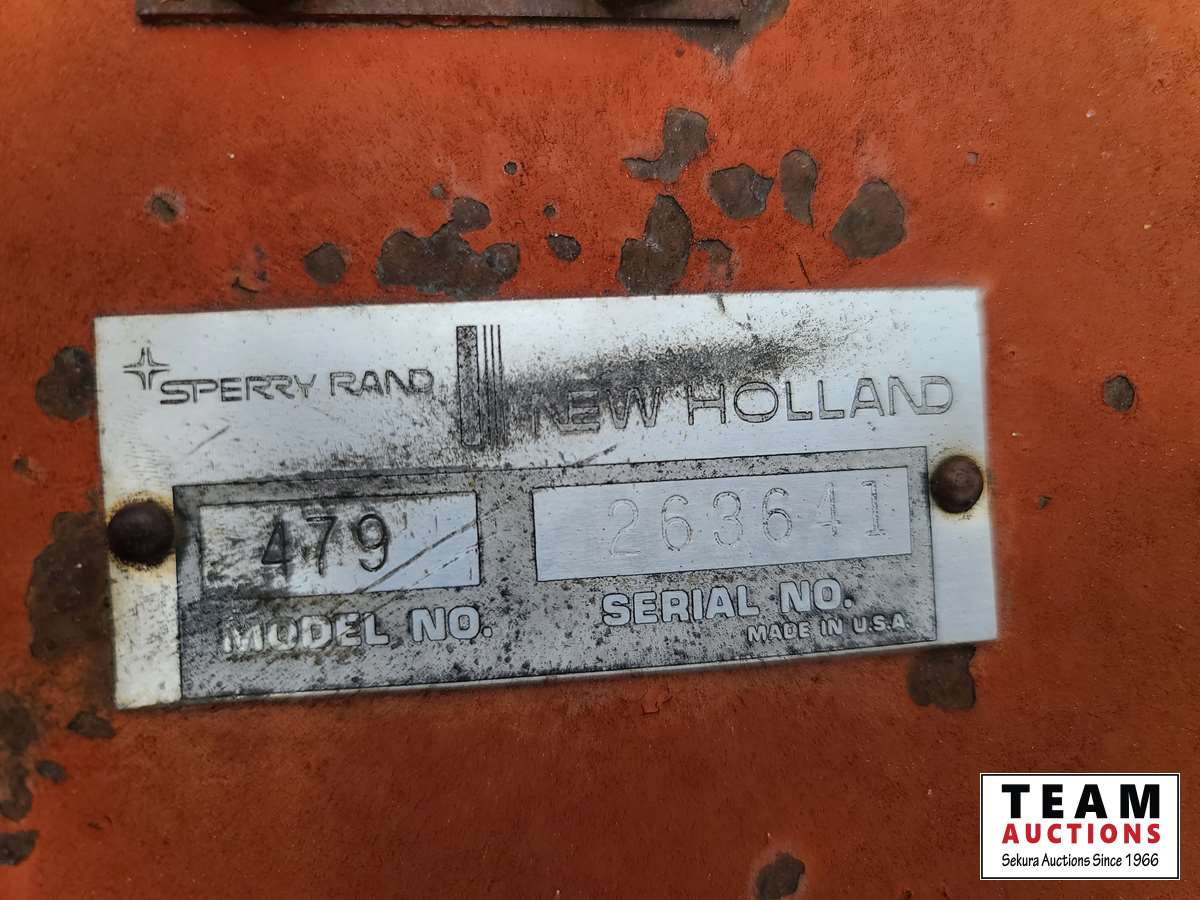 SPERRY RAND NEW HOLLAND
479 263641
MODEL NO. SERIAL NO.
MADE IN U.S.A.
TEAM
AUCTIONS
Sekura Auctions Since 1966